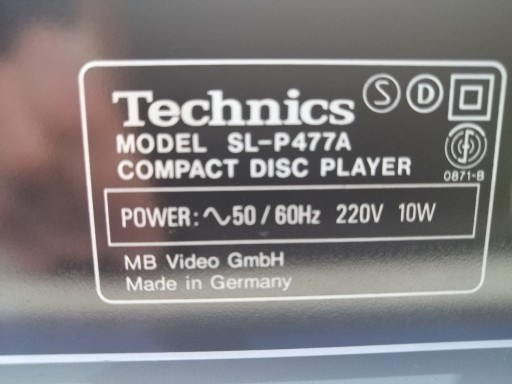 Technics
S D
MODEL SL-P477A
COMPACT DISC PLAYER
0871-B
POWER: ∿50/60Hz 220V 10W
MB Video GmbH
Made in Germany